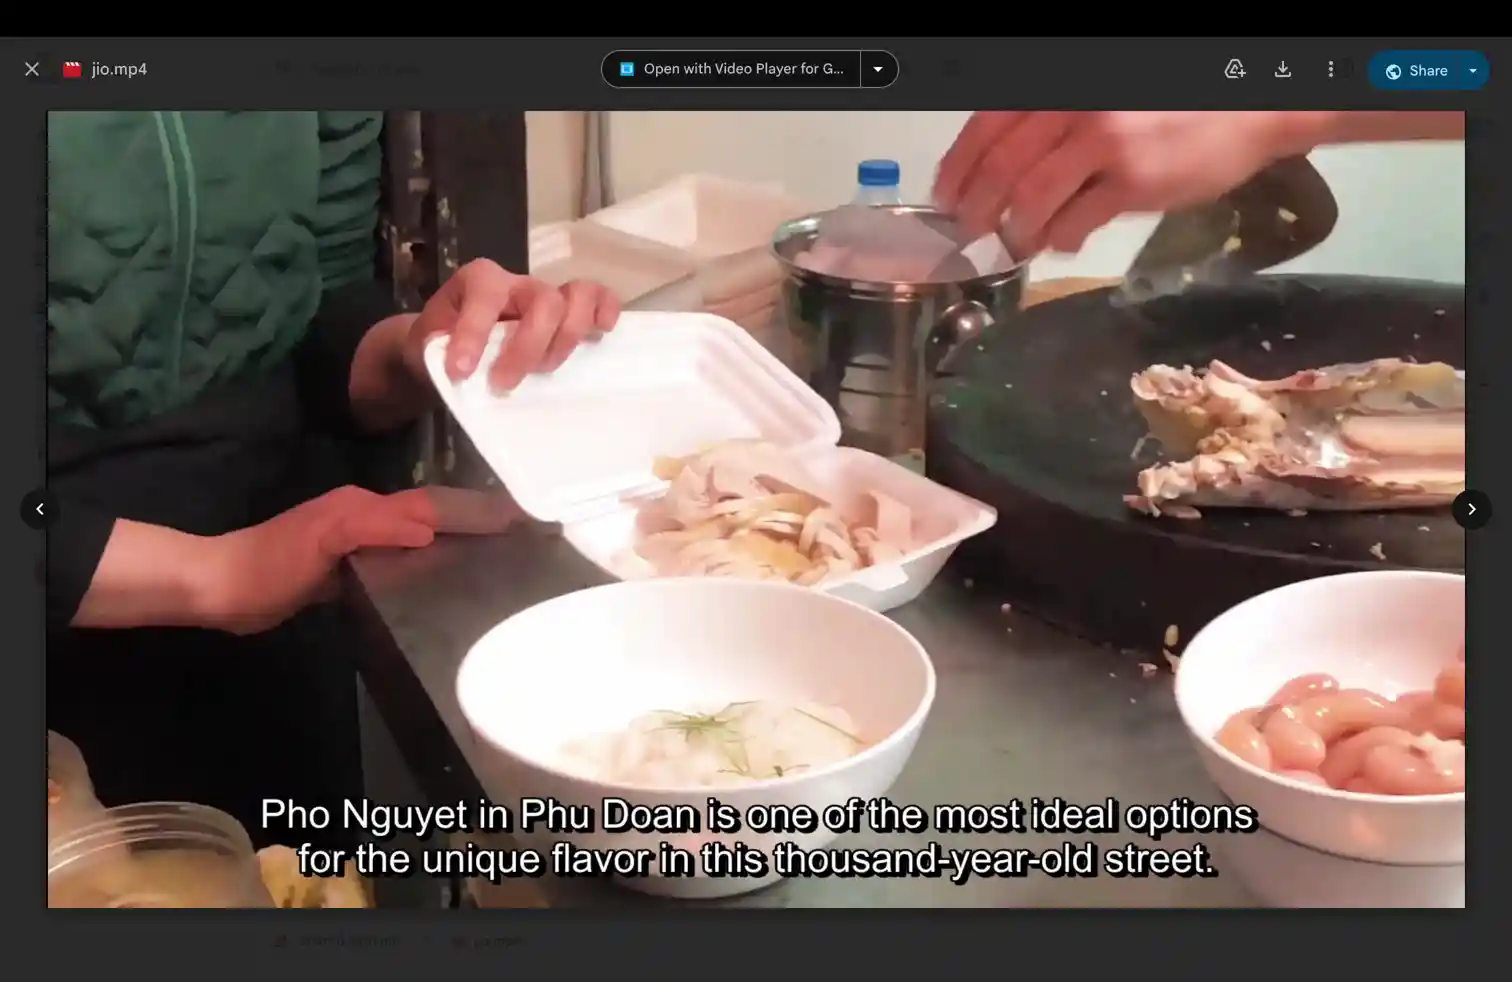 jio.mp4
Open with Video Player for G...
Share
Pho Nguyet in Phu Doan is one of the most ideal options
for the unique flavor in this thousand-year-old street.